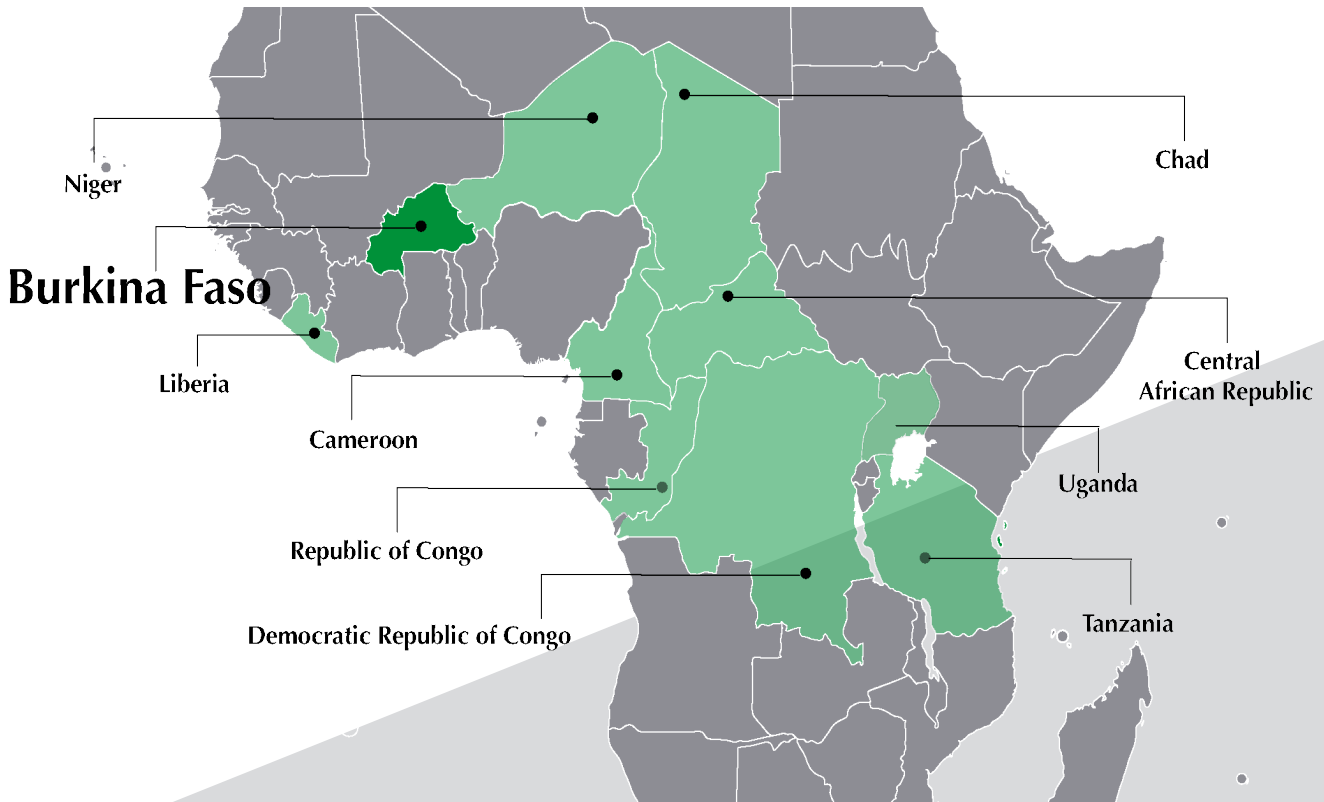 Chad
Niger
Burkina Faso
Liberia
Central
African Republic
Cameroon
Uganda
Republic of Congo
Democratic Republic of Congo
Tanzania